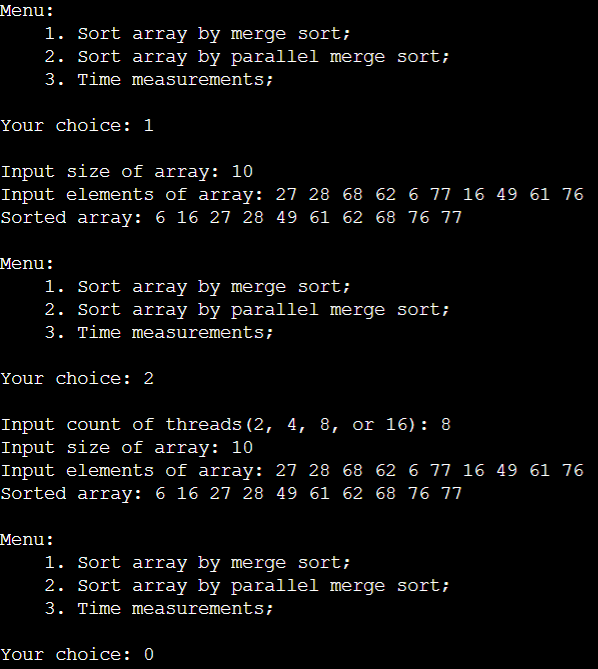 Menu:
1. Sort array by merge sort;
2. Sort array by parallel merge sort;
3. Time measurements;
Your choice: 1
Input size of array: 10
Input elements of array: 27 28 68 62 6 77 16 49 61 76
Sorted array: 6 16 27 28 49 61 62 68 76 77
Menu:
1. Sort array by merge sort;
2. Sort array by parallel merge sort;
3. Time measurements;
Your choice: 2
Input count of threads(2, 4, 8, or 16): 8
Input size of array: 10
Input elements of array: 27 28 68 62 6 77 16 49 61 76
Sorted array: 6 16 27 28 49 61 62 68 76 77
Menu:
1. Sort array by merge sort;
2. Sort array by parallel merge sort;
3. Time measurements;
Your choice: 0